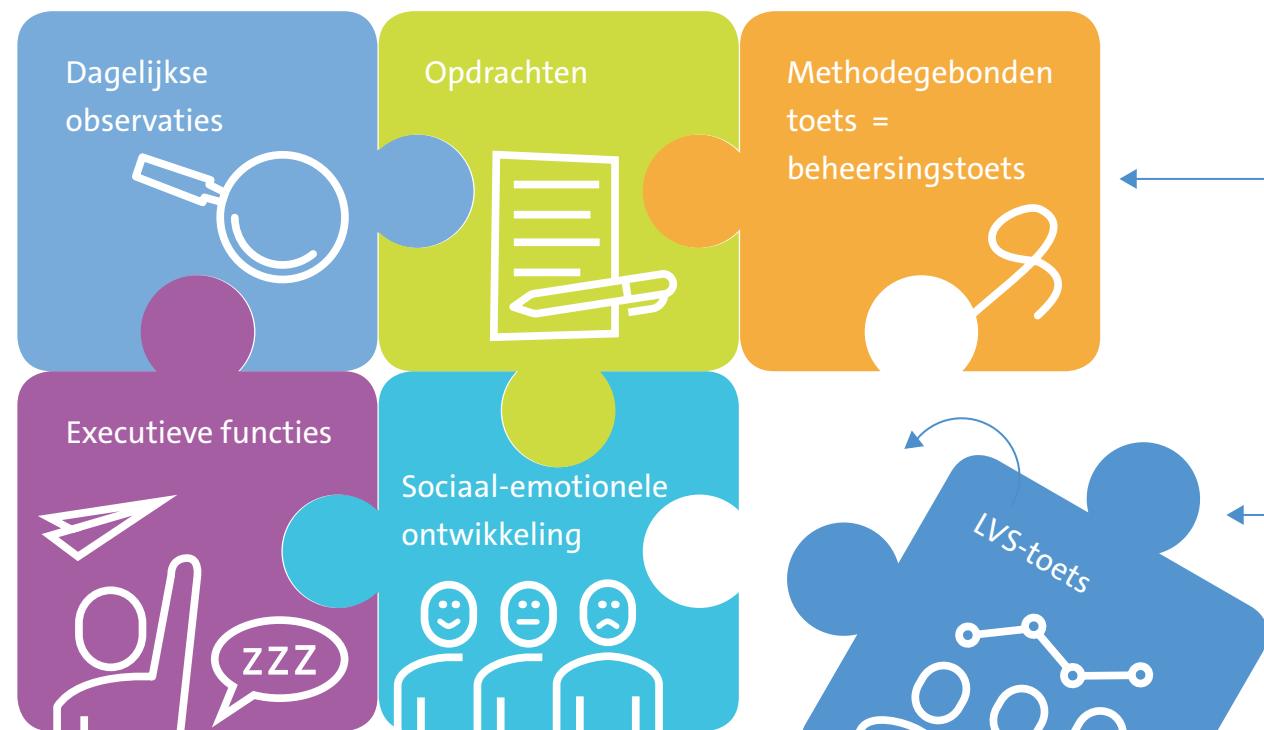 Dagelijkse
observaties
Opdrachten
Methodegebonden
toets =
beheersingstoets
Executieve functies
zzz
Sociaal-emotionele
ontwikkeling
LVS-toets